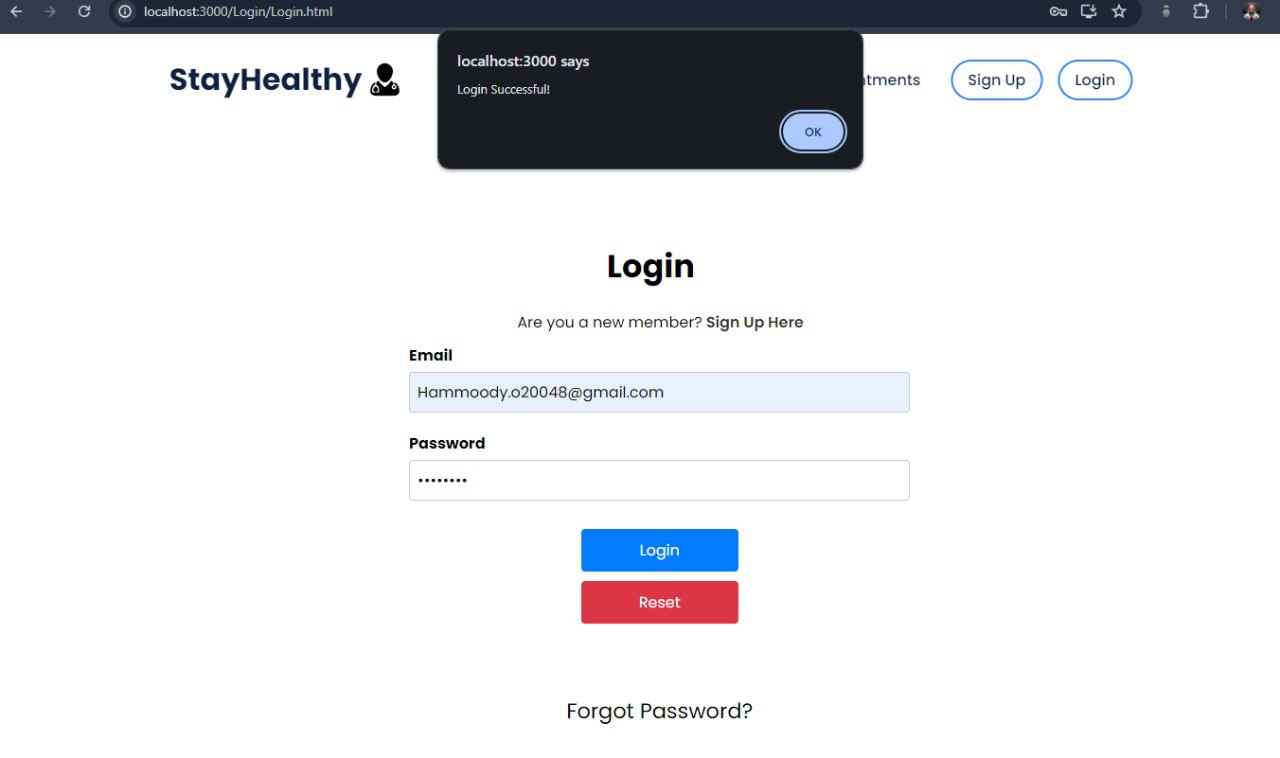 localhost:3000/Login/Login.html
localhost:3000 says
Login Successful!
OK
StayHealthy
Sign Up
Login
Login
Are you a new member? Sign Up Here
Email
Hammoody.o20048@gmail.com
Password
••••••••
Login
Reset
Forgot Password?